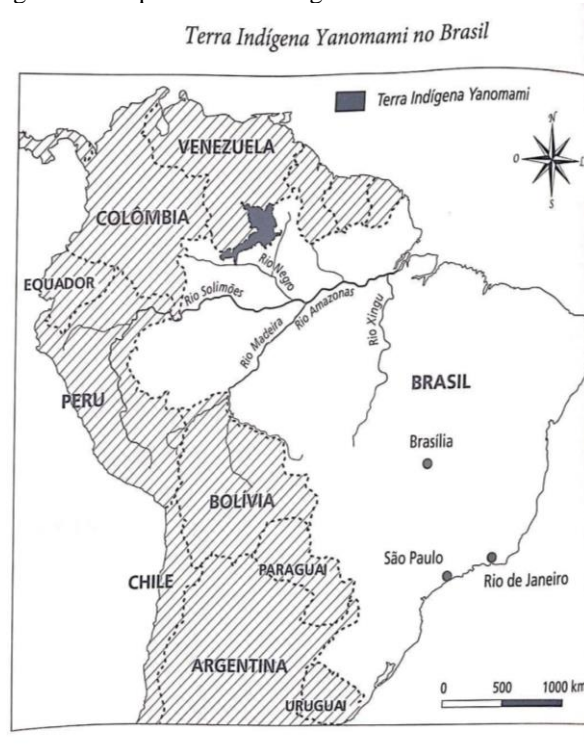 Terra Indígena Yanomami no Brasil
Terra Indígena Yanomami
N
O
S
VENEZUELA
COLÔMBIA
EQUADOR
Rio Negro
Rio Solimões
Rio Madeira
Rio Amazonas
Rio Xingu
PERU
BRASIL
Brasília
BOLÍVIA
São Paulo
Rio de Janeiro
PARAGUAI
CHILE
ARGENTINA
URUGUAI
0 500 1000 km